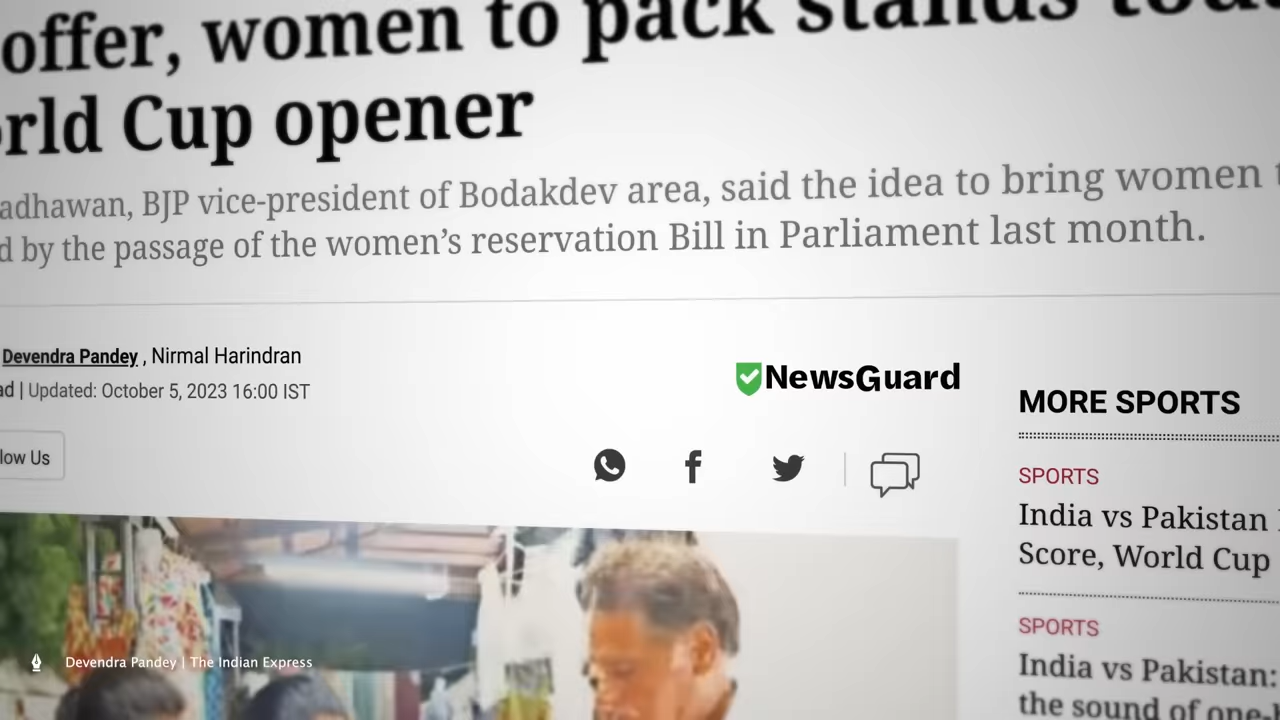 offer, women to pack stands
rld Cup opener
adhawan, BJP vice-president of Bodakdev area, said the idea to bring women
d by the passage of the women's reservation Bill in Parliament last month.
Devendra Pandey , Nirmal Harindran
ad | Updated: October 5, 2023 16:00 IST
NewsGuard
low Us
MORE SPORTS
SPORTS
India vs Pakistan
Score, World Cup
SPORTS
India vs Pakistan:
the sound of one-
Devendra Pandey | The Indian Express